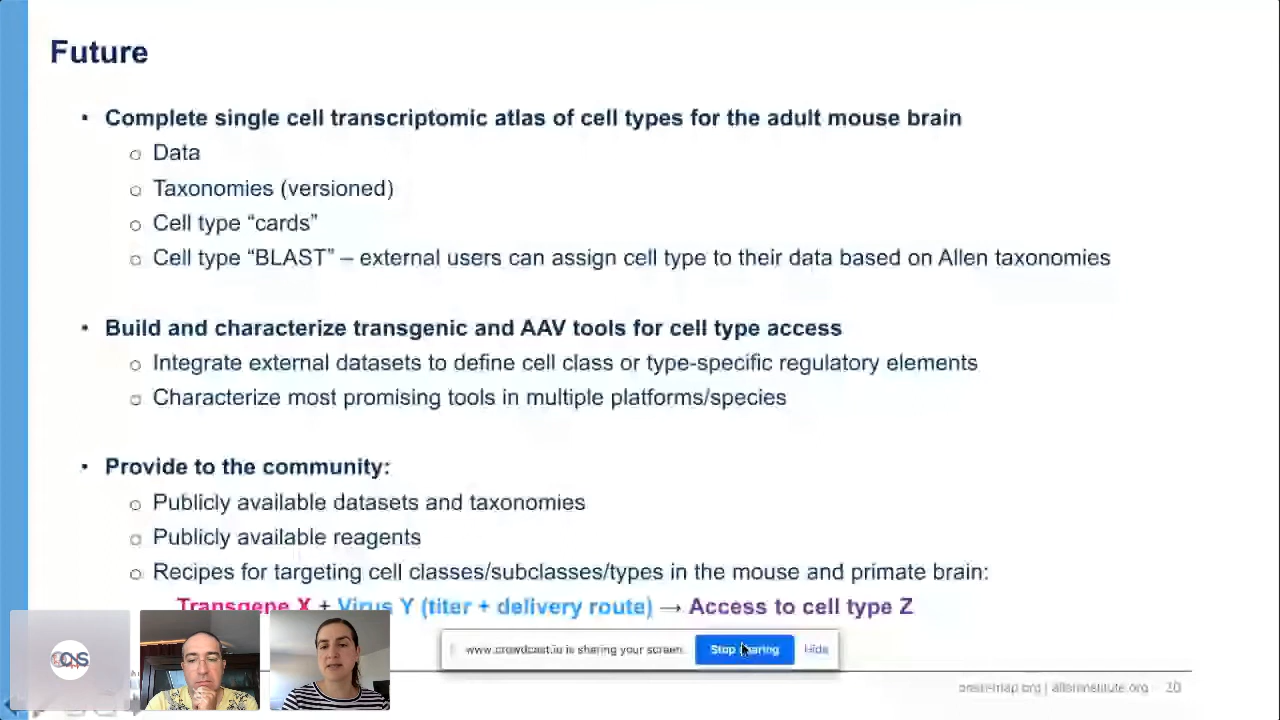 Future
• Complete single cell transcriptomic atlas of cell types for the adult mouse brain
○ Data
○ Taxonomies (versioned)
○ Cell type “cards”
○ Cell type “BLAST” – external users can assign cell type to their data based on Allen taxonomies
• Build and characterize transgenic and AAV tools for cell type access
○ Integrate external datasets to define cell class or type-specific regulatory elements
○ Characterize most promising tools in multiple platforms/species
• Provide to the community:
○ Publicly available datasets and taxonomies
○ Publicly available reagents
○ Recipes for targeting cell classes/subclasses/types in the mouse and primate brain:
Transgene X + Virus Y (titer + delivery route) → Access to cell type Z
www.crowdcast.io is sharing your screen. Stop sharing Hide
brain-map.org | alleninstitute.org 20